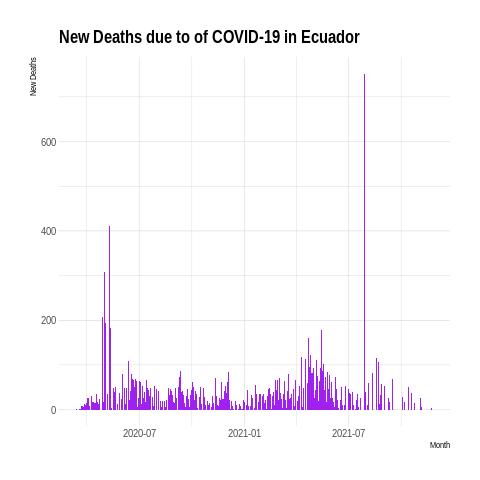 New Deaths due to of COVID-19 in Ecuador
New Deaths
600
400
200
0
2020-07
2021-01
2021-07
Month